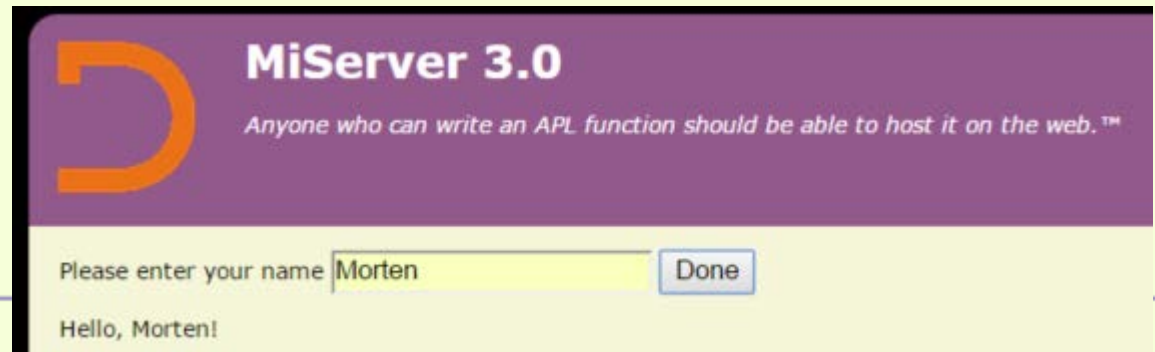 MiServer 3.0
Anyone who can write an APL function should be able to host it on the web.™
Please enter your name Morten Done
Hello, Morten!